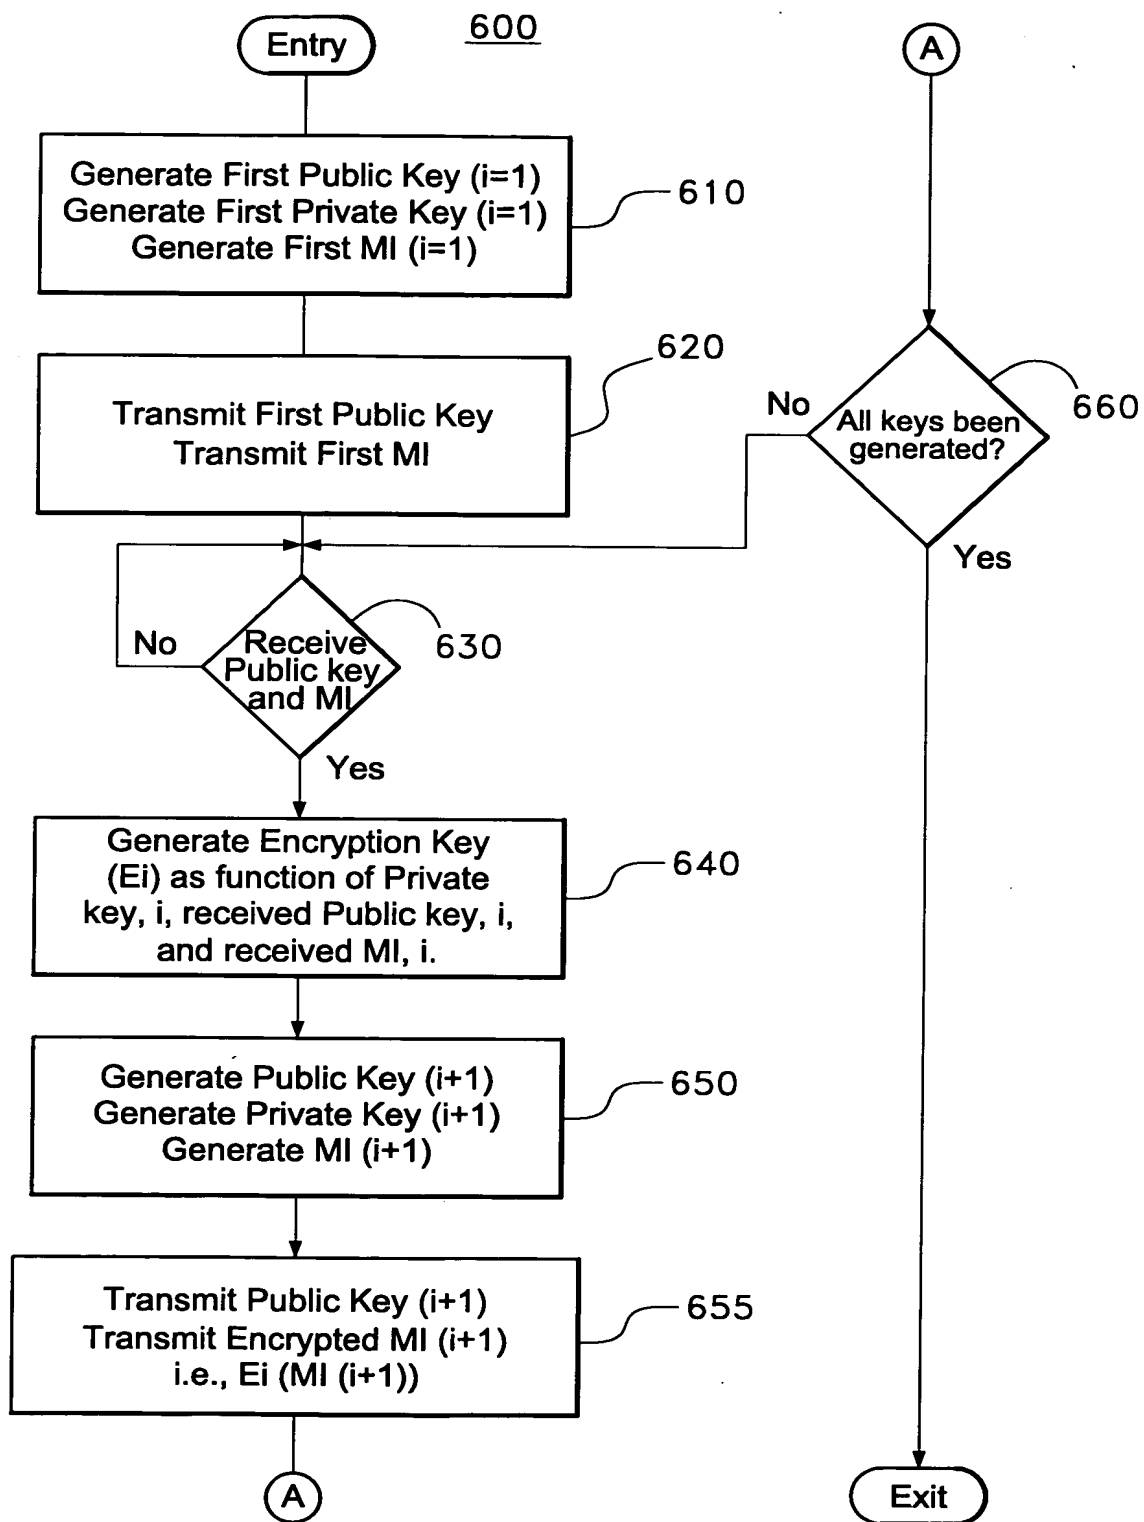 600
Entry
Generate First Public Key (i=1)
Generate First Private Key (i=1)
Generate First MI (i=1)
610
Transmit First Public Key
Transmit First MI
620
Receive
Public key
and MI
630
No
Yes
Generate Encryption Key
(Ei) as function of Private
key, i, received Public key, i,
and received MI, i.
640
Generate Public Key (i+1)
Generate Private Key (i+1)
Generate MI (i+1)
650
Transmit Public Key (i+1)
Transmit Encrypted MI (i+1)
i.e., Ei (MI (i+1))
655
A
A
All keys been
generated?
660
No
Yes
Exit